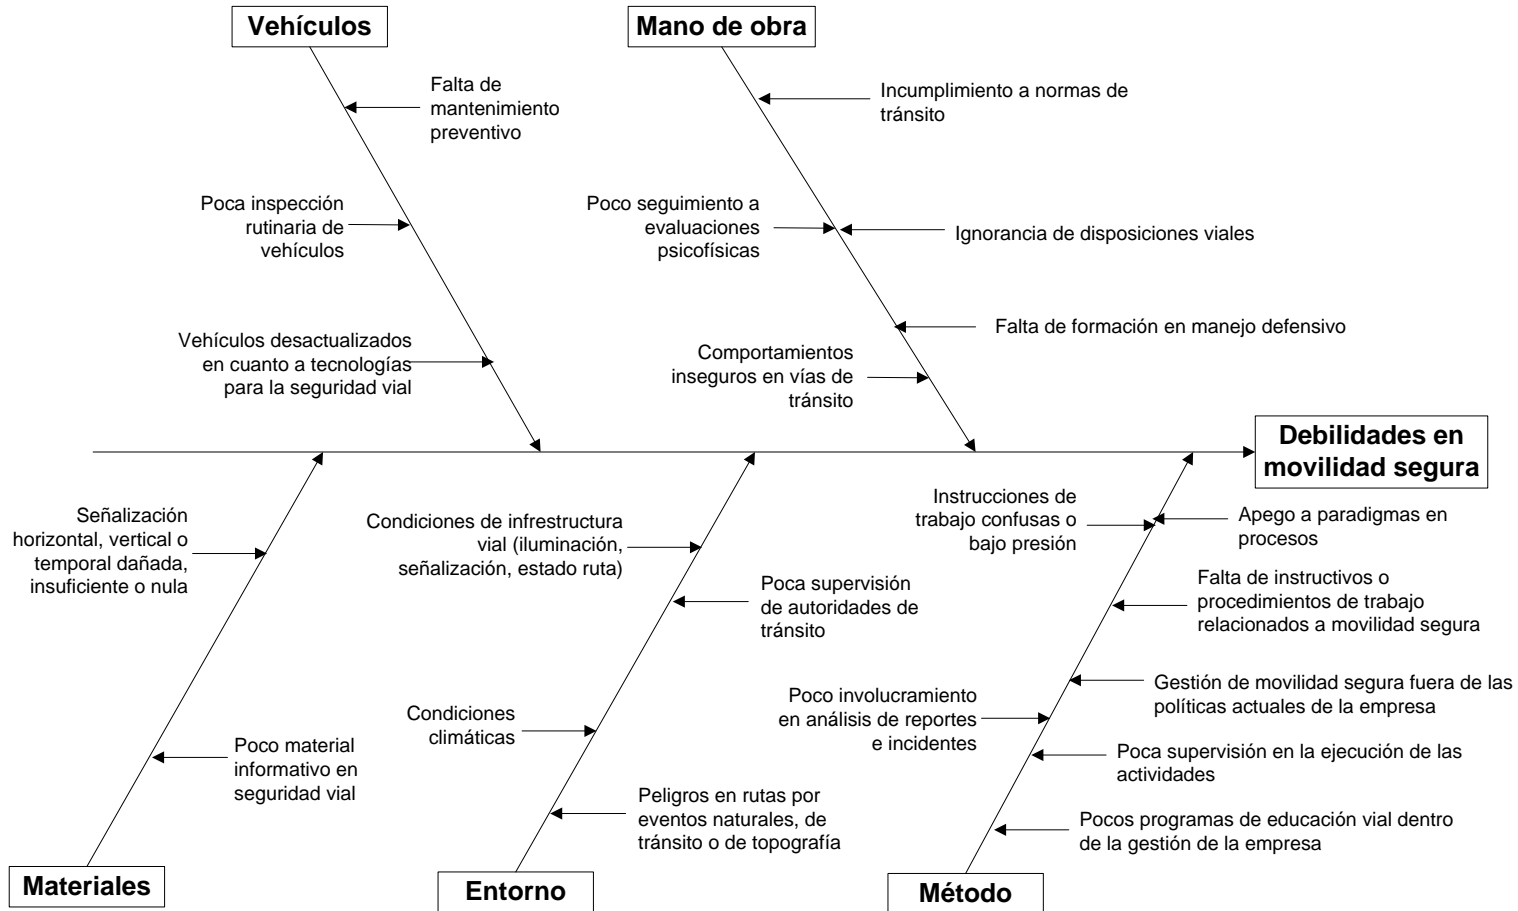 Vehículos
Mano de obra
Falta de
mantenimiento
preventivo
Incumplimiento a normas de
tránsito
Poca inspección
rutinaria de
vehículos
Poco seguimiento a
evaluaciones
psicofísicas
Ignorancia de disposiciones viales
Vehículos desactualizados
en cuanto a tecnologías
para la seguridad vial
Falta de formación en manejo defensivo
Comportamientos
inseguros en vías de
tránsito
Debilidades en
movilidad segura
Señalización
horizontal, vertical o
temporal dañada,
insuficiente o nula
Condiciones de infrestructura
vial (iluminación,
señalización, estado ruta)
Instrucciones de
trabajo confusas o
bajo presión
Apego a paradigmas en
procesos
Poca supervisión
de autoridades de
tránsito
Falta de instructivos o
procedimientos de trabajo
relacionados a movilidad segura
Condiciones
climáticas
Poco involucramiento
en análisis de reportes
e incidentes
Gestión de movilidad segura fuera de las
políticas actuales de la empresa
Poco material
informativo en
seguridad vial
Poca supervisión en la ejecución de las
actividades
Peligros en rutas por
eventos naturales, de
tránsito o de topografía
Pocos programas de educación vial dentro
de la gestión de la empresa
Materiales
Entorno
Método